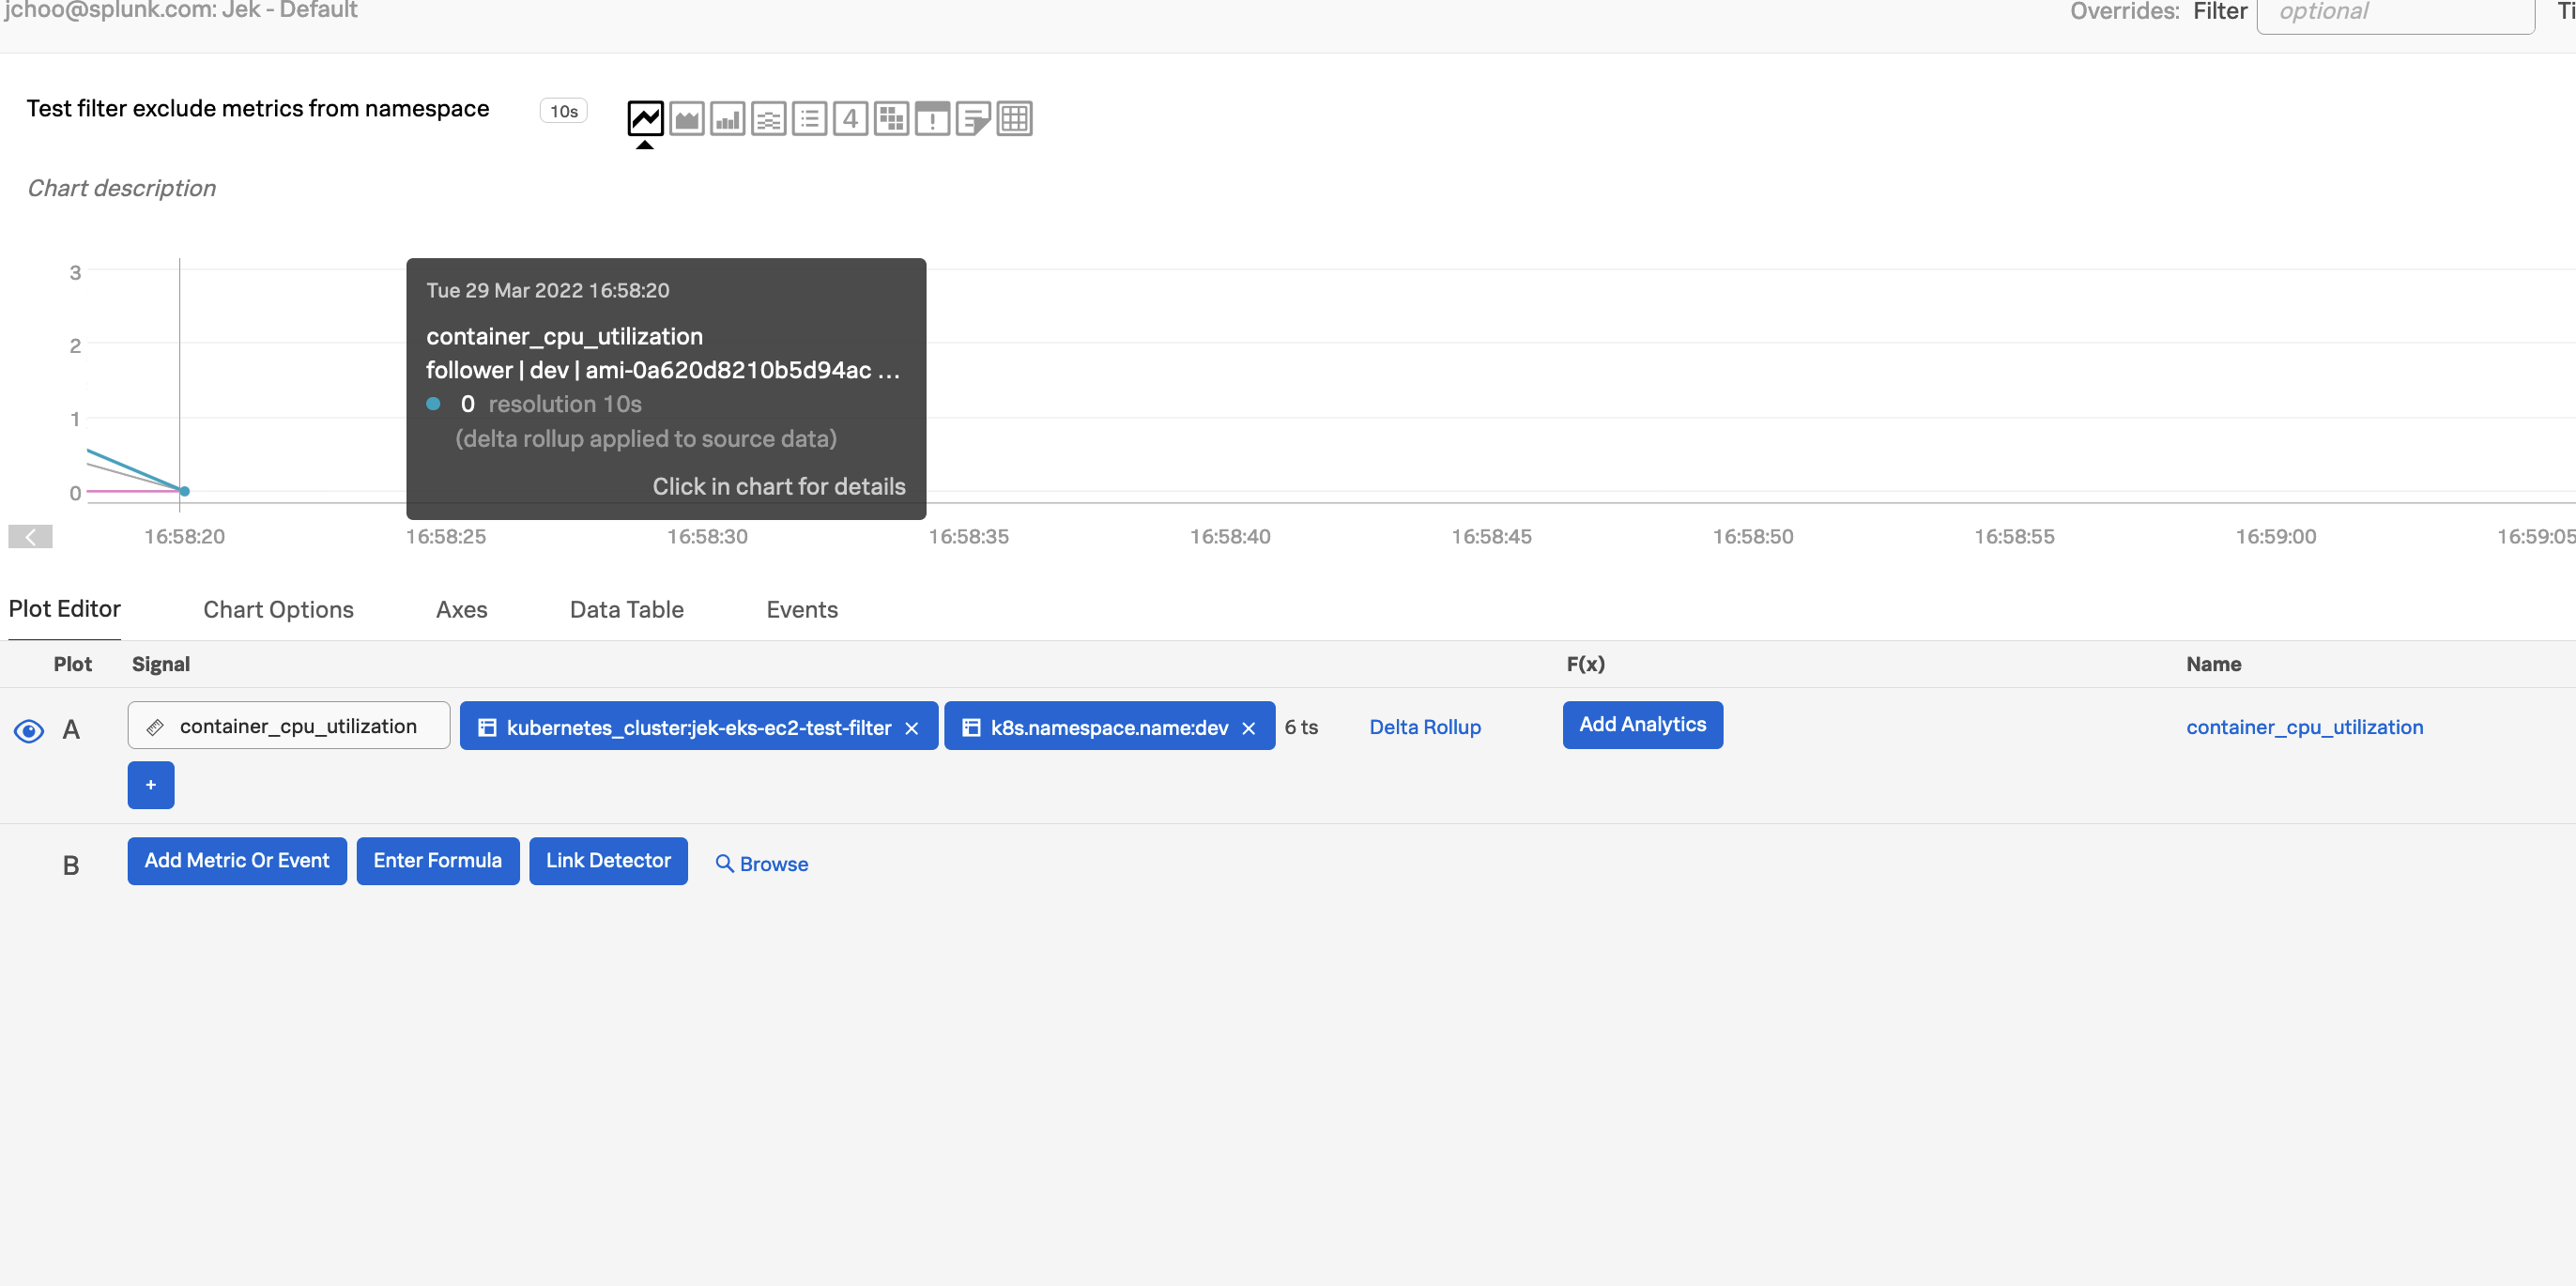 jchoo@splunk.com: Jek - Default
Overrides: Filter optional Ti
Test filter exclude metrics from namespace 10s 4
Chart description
3
2
1
0
Tue 29 Mar 2022 16:58:20
container_cpu_utilization
follower | dev | ami-0a620d8210b5d94ac ...
0 resolution 10s
(delta rollup applied to source data)
Click in chart for details
16:58:20 16:58:25 16:58:30 16:58:35 16:58:40 16:58:45 16:58:50 16:58:55 16:59:00 16:59:05
Plot Editor Chart Options Axes Data Table Events
Plot Signal F(x) Name
A container_cpu_utilization kubernetes_cluster:jek-eks-ec2-test-filter × k8s.namespace.name:dev × 6 ts Delta Rollup Add Analytics container_cpu_utilization
+
B Add Metric Or Event Enter Formula Link Detector Browse